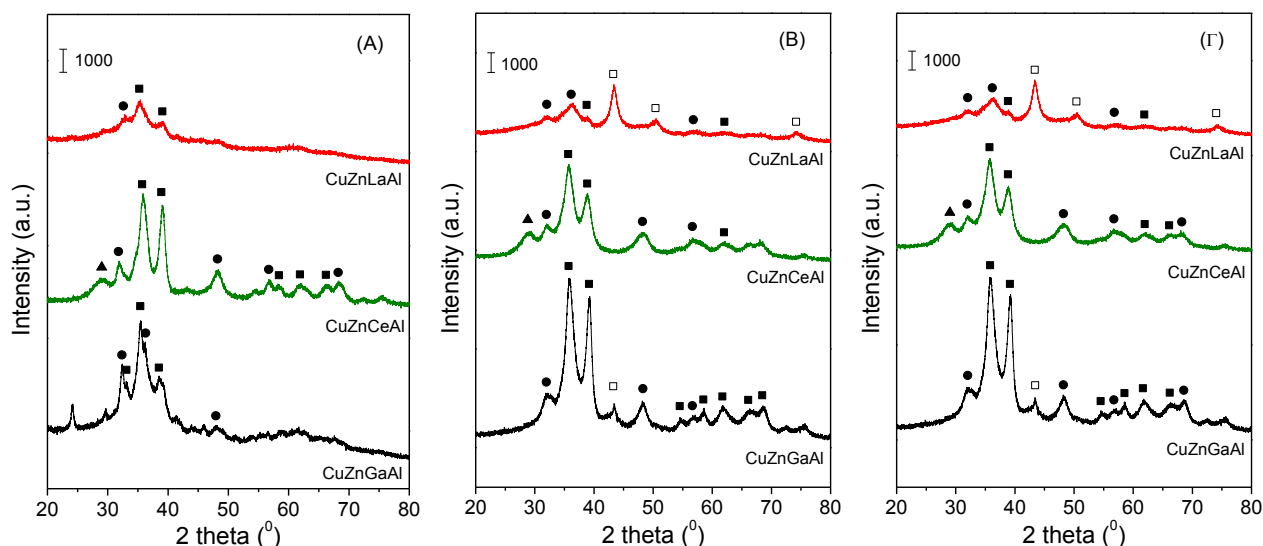 (A)
1000
CuZnLaAl
CuZnCeAl
CuZnGaAl
Intensity (a.u.)
20 30 40 50 60 70 80
2 theta (⁰)
(B)
1000
CuZnLaAl
CuZnCeAl
CuZnGaAl
Intensity (a.u.)
20 30 40 50 60 70 80
2 theta (⁰)
(Γ)
1000
CuZnLaAl
CuZnCeAl
CuZnGaAl
Intensity (a.u.)
20 30 40 50 60 70 80
2 theta (⁰)